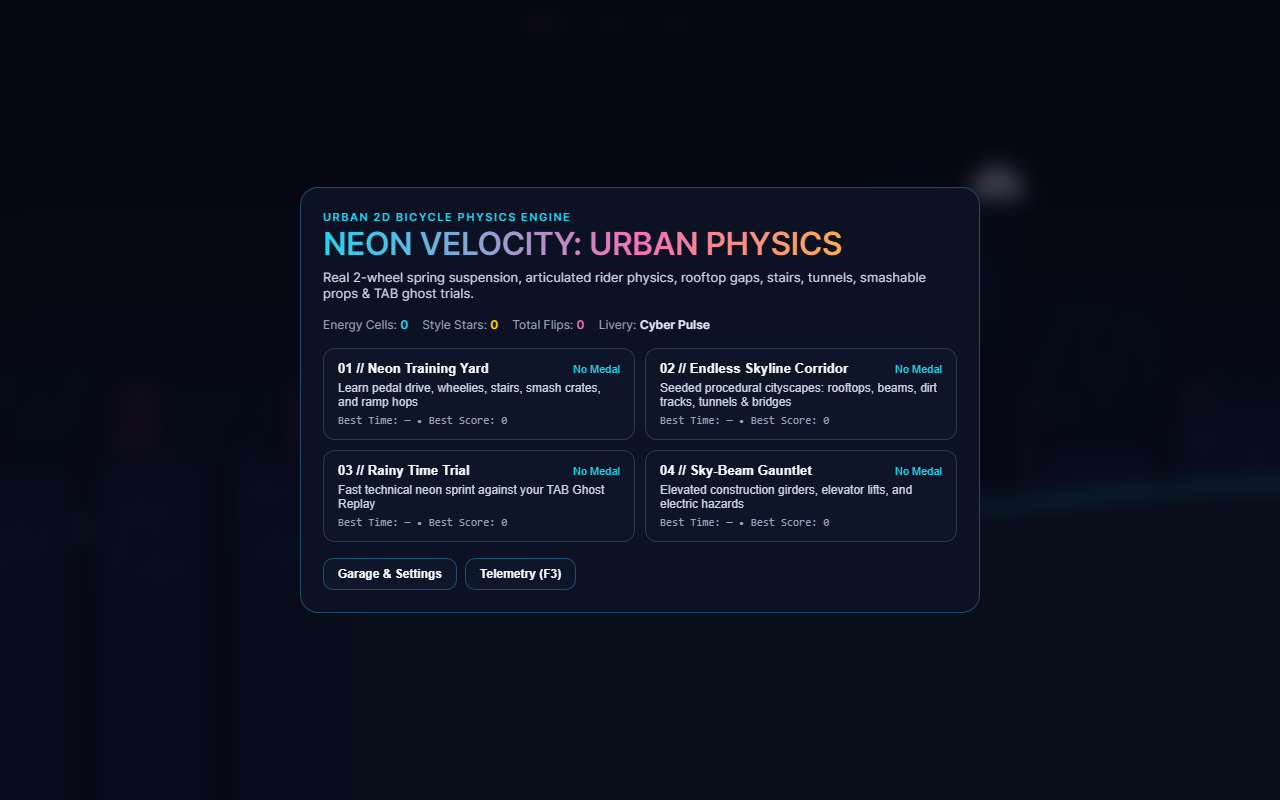 URBAN 2D BICYCLE PHYSICS ENGINE
NEON VELOCITY: URBAN PHYSICS
Real 2-wheel spring suspension, articulated rider physics, rooftop gaps, stairs, tunnels, smashable
props & TAB ghost trials.
Energy Cells: 0 Style Stars: 0 Total Flips: 0 Livery: Cyber Pulse
01 // Neon Training Yard No Medal
Learn pedal drive, wheelies, stairs, smash crates,
and ramp hops
Best Time: — • Best Score: 0
02 // Endless Skyline Corridor No Medal
Seeded procedural cityscapes: rooftops, beams, dirt
tracks, tunnels & bridges
Best Time: — • Best Score: 0
03 // Rainy Time Trial No Medal
Fast technical neon sprint against your TAB Ghost
Replay
Best Time: — • Best Score: 0
04 // Sky-Beam Gauntlet No Medal
Elevated construction girders, elevator lifts, and
electric hazards
Best Time: — • Best Score: 0
Garage & Settings Telemetry (F3)